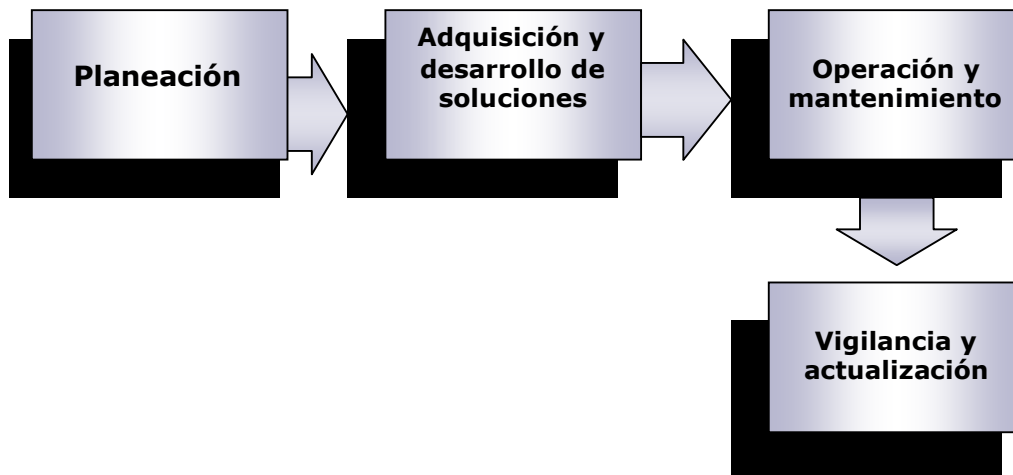 Planeación
Adquisición y
desarrollo de
soluciones
Operación y
mantenimiento
Vigilancia y
actualización